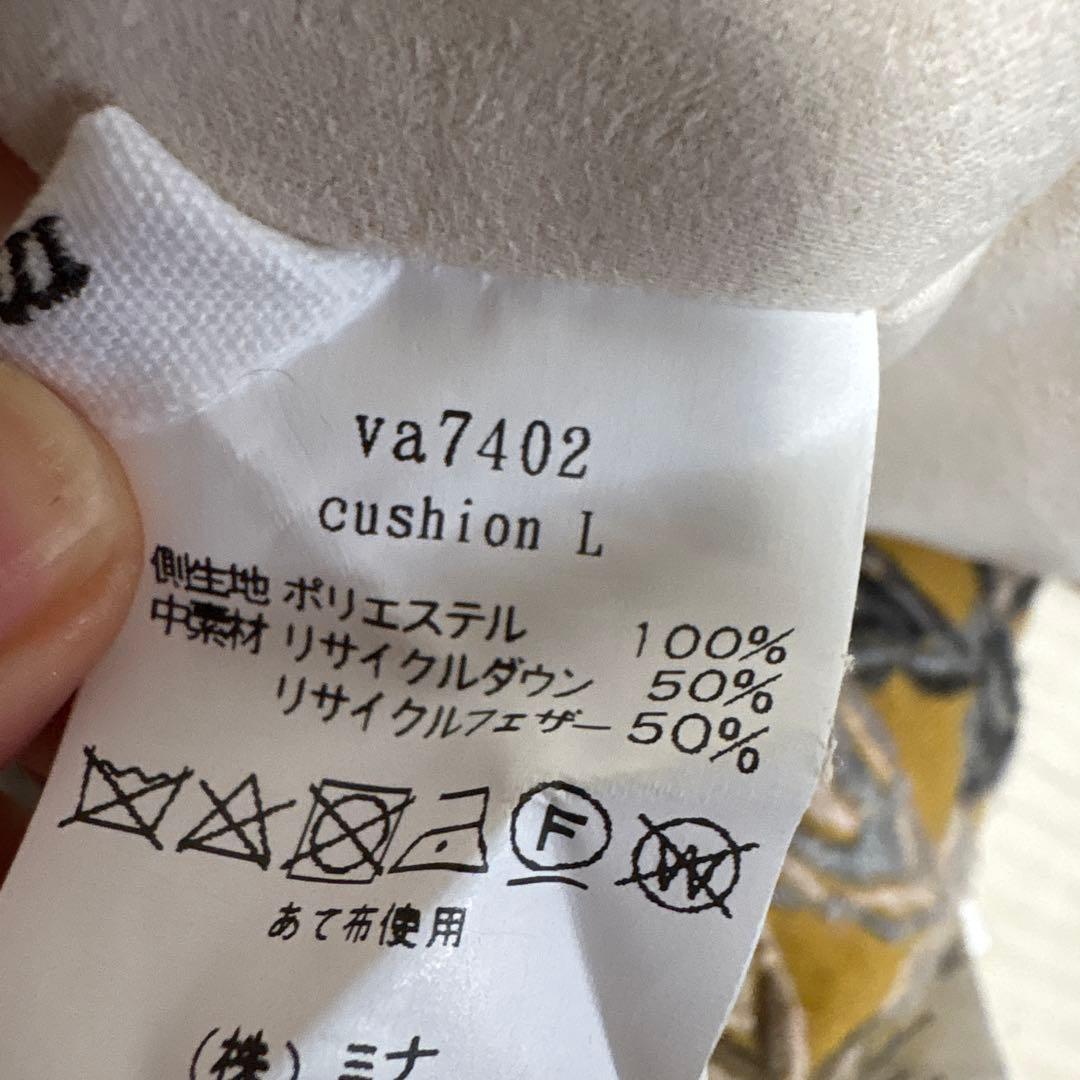 va7402
cushion L
側生地 ポリエステル 100%
中素材 リサイクルダウン 50%
リサイクルフェザー 50%
F
W
あて布使用
(株) ミナ